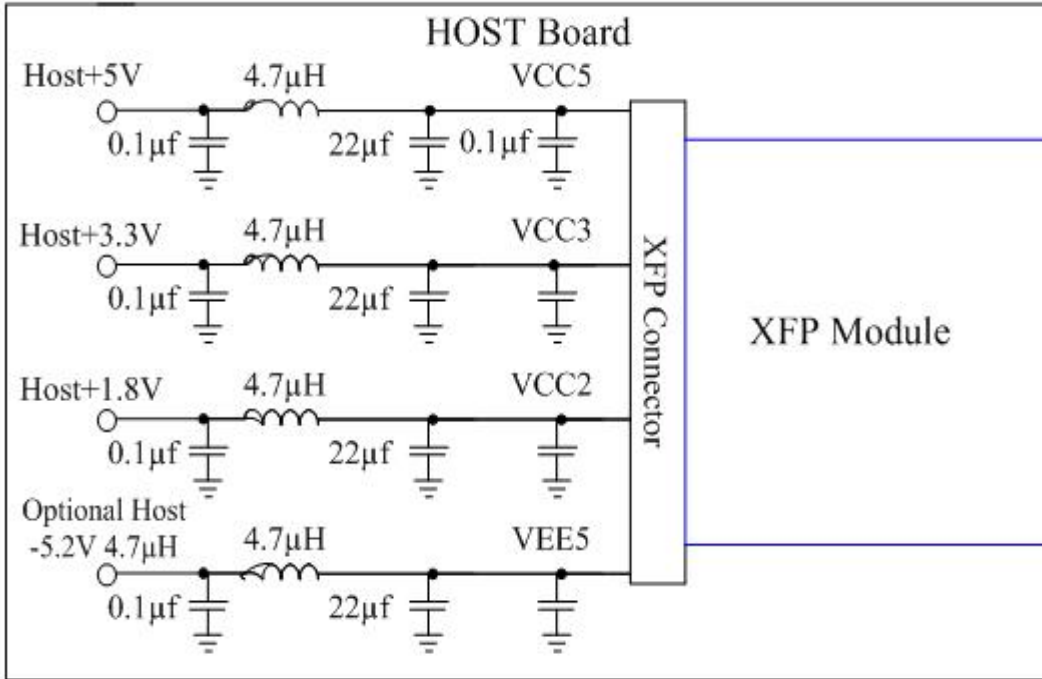 HOST Board
Host+5V
4.7µH
VCC5
0.1µf
22µf
0.1µf
Host+3.3V
4.7µH
VCC3
0.1µf
22µf
XFP Connector
XFP Module
Host+1.8V
4.7µH
VCC2
0.1µf
22µf
Optional Host
-5.2V 4.7µH
4.7µH
VEE5
0.1µf
22µf